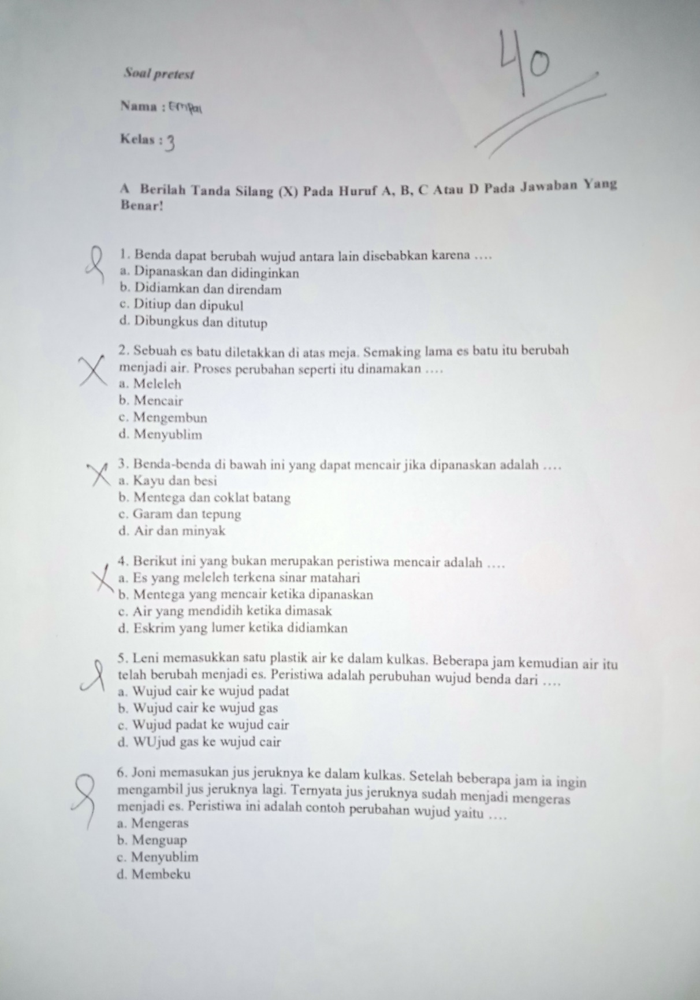 40
Soal pretest
Nama : Empai
Kelas : 3
A Berilah Tanda Silang (X) Pada Huruf A, B, C Atau D Pada Jawaban Yang
Benar!
1. Benda dapat berubah wujud antara lain disebabkan karena ....
a. Dipanaskan dan didinginkan
b. Didiamkan dan direndam
c. Ditiup dan dipukul
d. Dibungkus dan ditutup
2. Sebuah es batu diletakkan di atas meja. Semaking lama es batu itu berubah
menjadi air. Proses perubahan seperti itu dinamakan ....
a. Meleleh
b. Mencair
c. Mengembun
d. Menyublim
3. Benda-benda di bawah ini yang dapat mencair jika dipanaskan adalah ....
a. Kayu dan besi
b. Mentega dan coklat batang
c. Garam dan tepung
d. Air dan minyak
4. Berikut ini yang bukan merupakan peristiwa mencair adalah ....
a. Es yang meleleh terkena sinar matahari
b. Mentega yang mencair ketika dipanaskan
c. Air yang mendidih ketika dimasak
d. Eskrim yang lumer ketika didiamkan
5. Leni memasukkan satu plastik air ke dalam kulkas. Beberapa jam kemudian air itu
telah berubah menjadi es. Peristiwa adalah perubuhan wujud benda dari ....
a. Wujud cair ke wujud padat
b. Wujud cair ke wujud gas
c. Wujud padat ke wujud cair
d. WUjud gas ke wujud cair
6. Joni memasukan jus jeruknya ke dalam kulkas. Setelah beberapa jam ia ingin
mengambil jus jeruknya lagi. Ternyata jus jeruknya sudah menjadi mengeras
menjadi es. Peristiwa ini adalah contoh perubahan wujud yaitu ....
a. Mengeras
b. Menguap
c. Menyublim
d. Membeku